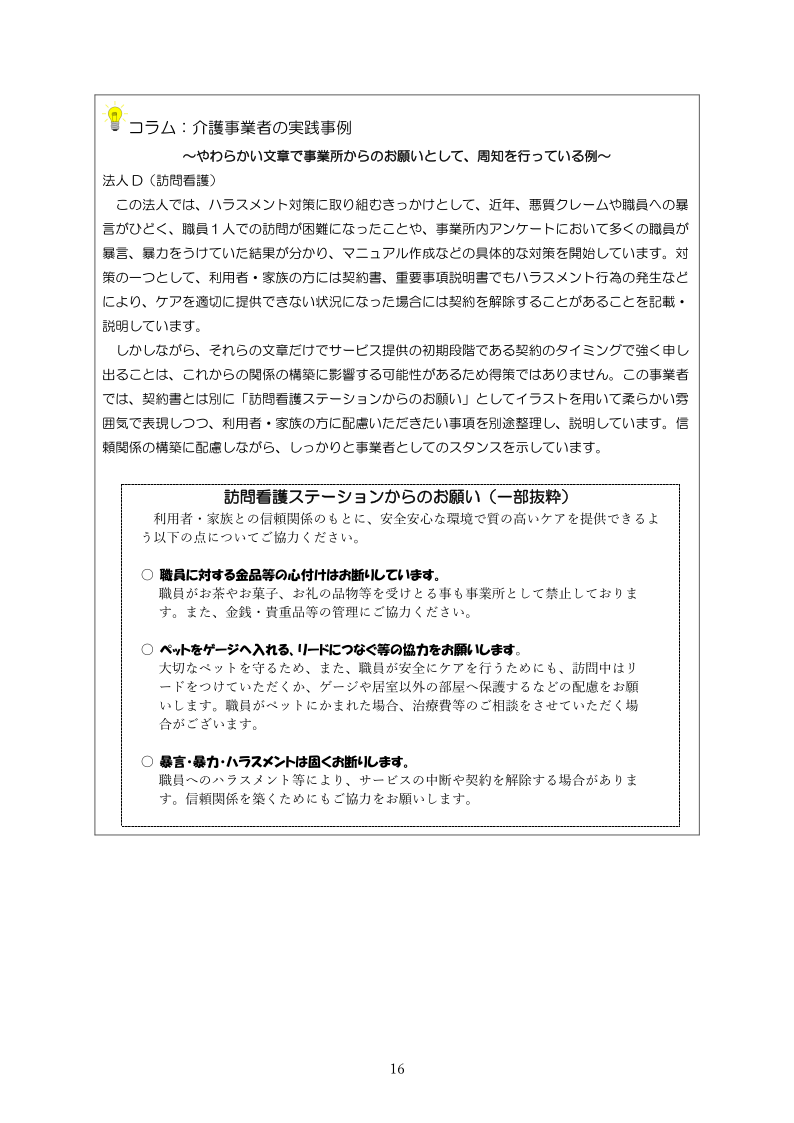 コラム：介護事業者の実践事例
～やわらかい文章で事業所からのお願いとして、周知を行っている例～
法人Ｄ（訪問看護）
この法人では、ハラスメント対策に取り組むきっかけとして、近年、悪質クレームや職員への暴
言がひどく、職員１人での訪問が困難になったことや、事業所内アンケートにおいて多くの職員が
暴言、暴力をうけていた結果が分かり、マニュアル作成などの具体的な対策を開始しています。対
策の一つとして、利用者・家族の方には契約書、重要事項説明書でもハラスメント行為の発生など
により、ケアを適切に提供できない状況になった場合には契約を解除することがあることを記載・
説明しています。
しかしながら、それらの文章だけでサービス提供の初期段階である契約のタイミングで強く申し
出ることは、これからの関係の構築に影響する可能性があるため得策ではありません。この事業者
では、契約書とは別に「訪問看護ステーションからのお願い」としてイラストを用いて柔らかい雰
囲気で表現しつつ、利用者・家族の方に配慮いただきたい事項を別途整理し、説明しています。信
頼関係の構築に配慮しながら、しっかりと事業者としてのスタンスを示しています。
訪問看護ステーションからのお願い（一部抜粋）
利用者・家族との信頼関係のもとに、安全安心な環境で質の高いケアを提供できるよ
う以下の点についてご協力ください。
○ 職員に対する金品等の心付けはお断りしています。
職員がお茶やお菓子、お礼の品物等を受けとる事も事業所として禁止しておりま
す。また、金銭・貴重品等の管理にご協力ください。
○ ペットをゲージへ入れる、リードにつなぐ等の協力をお願いします。
大切なペットを守るため、また、職員が安全にケアを行うためにも、訪問中はリ
ードをつけていただくか、ゲージや居室以外の部屋へ保護するなどの配慮をお願
いします。職員がペットにかまれた場合、治療費等のご相談をさせていただく場
合がございます。
○ 暴言・暴力・ハラスメントは固くお断りします。
職員へのハラスメント等により、サービスの中断や契約を解除する場合がありま
す。信頼関係を築くためにもご協力をお願いします。
16